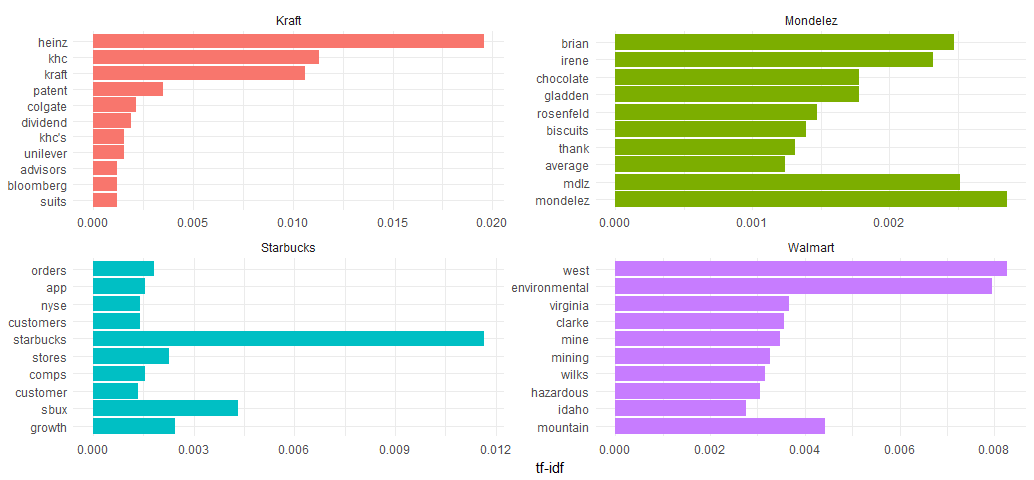 Kraft
heinz
khc
kraft
patent
colgate
dividend
khc's
unilever
advisors
bloomberg
suits
0.000 0.005 0.010 0.015 0.020
Mondelez
brian
irene
chocolate
gladden
rosenfeld
biscuits
thank
average
mdlz
mondelez
0.000 0.001 0.002
Starbucks
orders
app
nyse
customers
starbucks
stores
comps
customer
sbux
growth
0.000 0.003 0.006 0.009 0.012
Walmart
west
environmental
virginia
clarke
mine
mining
wilks
hazardous
idaho
mountain
0.000 0.002 0.004 0.006 0.008
tf-idf